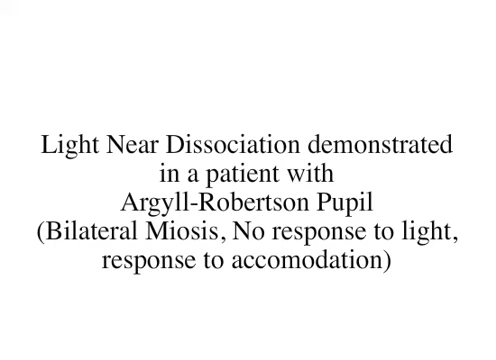 Light Near Dissociation demonstrated
in a patient with
Argyll-Robertson Pupil
(Bilateral Miosis, No response to light,
response to accomodation)